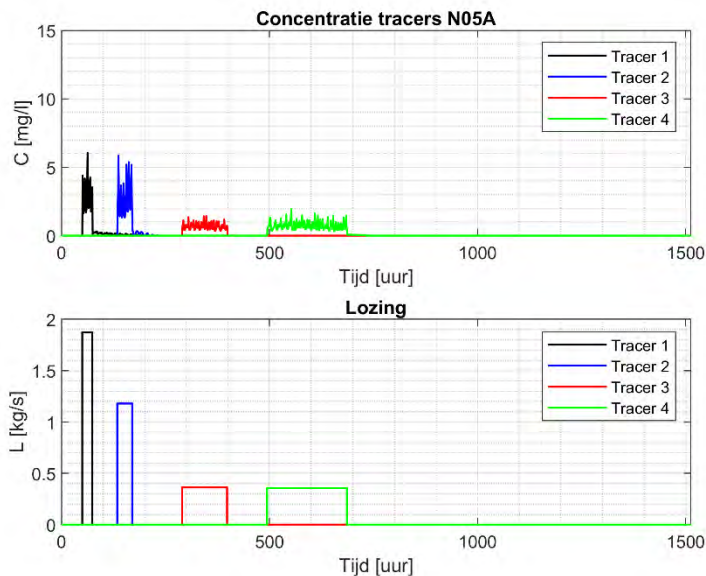 Concentratie tracers N05A
15
10
5
0
C [mg/l]
Tracer 1
Tracer 2
Tracer 3
Tracer 4
0 500 1000 1500
Tijd [uur]
Lozing
2
1.5
1
0.5
0
L [kg/s]
Tracer 1
Tracer 2
Tracer 3
Tracer 4
0 500 1000 1500
Tijd [uur]